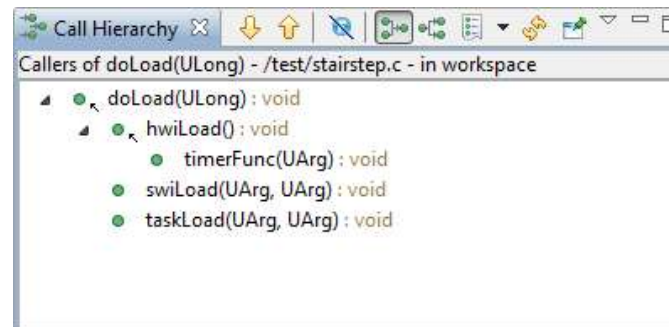 Call Hierarchy
Callers of doLoad(ULong) - /test/stairstep.c - in workspace
doLoad(ULong) : void
hwiLoad() : void
timerFunc(UArg) : void
swiLoad(UArg, UArg) : void
taskLoad(UArg, UArg) : void